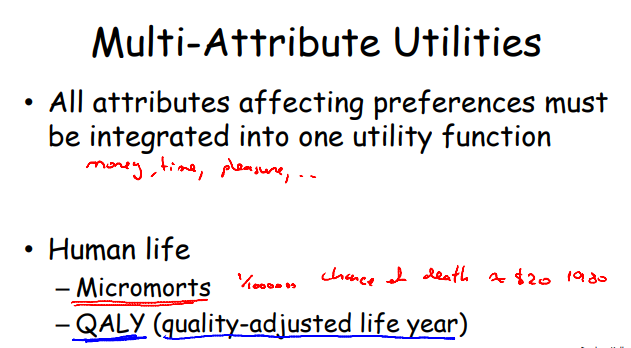 Multi-Attribute Utilities
• All attributes affecting preferences must
be integrated into one utility function
money, time, pleasure, ..
• Human life
– Micromorts 1/1000000 chance of death ≈ $20 1980
– QALY (quality-adjusted life year)